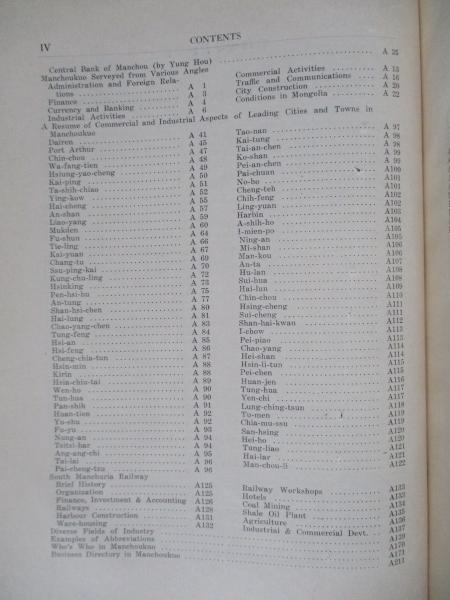 IV
CONTENTS
Central Bank of Manchou (by Yung Hou) ........ A 25
Manchoukuo Surveyed from Various Angles
Administration and Foreign Relations ........ A 1
Finance ........ A 3
Currency and Banking ........ A 4
Industrial Activities ........ A 6
Commercial Activities ........ A 13
Traffic and Communications ........ A 16
City Construction ........ A 20
Conditions in Mongolia ........ A 22
A Resume of Commercial and Industrial Aspects of Leading Cities and Towns in
Manchoukuo
Dairen ........ A 41
Port Arthur ........ A 45
Chin-chou ........ A 47
Wa-fang-tien ........ A 48
Hsiung-yao-cheng ........ A 49
Kai-ping ........ A 50
Ta-shih-chiao ........ A 51
Ying-kow ........ A 52
Hai-cheng ........ A 55
An-shan ........ A 57
Liao-yang ........ A 59
Mukden ........ A 60
Fu-shun ........ A 64
Tie-ling ........ A 66
Kai-yuan ........ A 67
Chang-tu ........ A 69
Ssu-ping-kai ........ A 70
Kung-chu-ling ........ A 72
Hsinking ........ A 73
Pen-hsi-hu ........ A 75
An-tung ........ A 77
Shan-hsi-chen ........ A 80
Hai-lung ........ A 81
Chao-yang-chen ........ A 83
Tung-feng ........ A 84
Hsi-an ........ A 85
Hsi-feng ........ A 86
Cheng-chia-tun ........ A 87
Hsin-min ........ A 88
Kirin ........ A 88
Hsin-chiu-tai ........ A 89
Wen-ho ........ A 90
Tun-hua ........ A 90
Pan-shih ........ A 91
Huan-tien ........ A 92
Yu-shu ........ A 92
Fu-yu ........ A 93
Nung-an ........ A 94
Tsitsi-har ........ A 94
Ang-ang-chi ........ A 95
Tai-lai ........ A 96
Pai-cheng-tzu ........ A 96
Tao-nan ........ A 97
Kai-tung ........ A 98
Tai-an-chen ........ A 98
Ko-shan ........ A 99
Pei-an-chen ........ A 99
Pai-chuan ........ A100
No-ho ........ A101
Cheng-teh ........ A101
Chih-feng ........ A102
Ling-yuan ........ A102
Harbin ........ A103
A-shih-ho ........ A104
I-mien-po ........ A105
Ning-an ........ A105
Mi-shan ........ A106
Man-kou ........ A106
An-ta ........ A107
Hu-lan ........ A108
Sui-hua ........ A108
Hai-lun ........ A109
Chin-chou ........ A110
Hsing-cheng ........ A111
Sui-cheng ........ A111
Shan-hai-kwan ........ A112
I-chow ........ A113
Pei-piao ........ A113
Chao-yang ........ A114
Hei-shan ........ A114
Hsin-li-tun ........ A115
Pei-chen ........ A115
Huan-jen ........ A116
Tung-hua ........ A117
Yen-chi ........ A117
Lung-ching-tsun ........ A118
To-men ........ A119
Chia-mu-ssu ........ A119
San-hsing ........ A120
Hei-ho ........ A120
Tung-liao ........ A121
Hai-lar ........ A121
Man-chou-li ........ A122
South Manchuria Railway
Brief History ........ A125
Organization ........ A125
Finance, Investment & Accounting A126
Railways ........ A128
Harbour Construction ........ A131
Ware-housing ........ A132
Railway Workshops ........ A133
Hotels ........ A133
Coal Mining ........ A134
Shale Oil Plant ........ A135
Agriculture ........ A136
Industrial & Commercial Devt. .. A137
Diverse Fields of Industry ........ A139
Examples of Abbreviations ........ A170
Who's Who in Manchoukuo ........ A171
Business Directory in Manchoukuo ........ A211